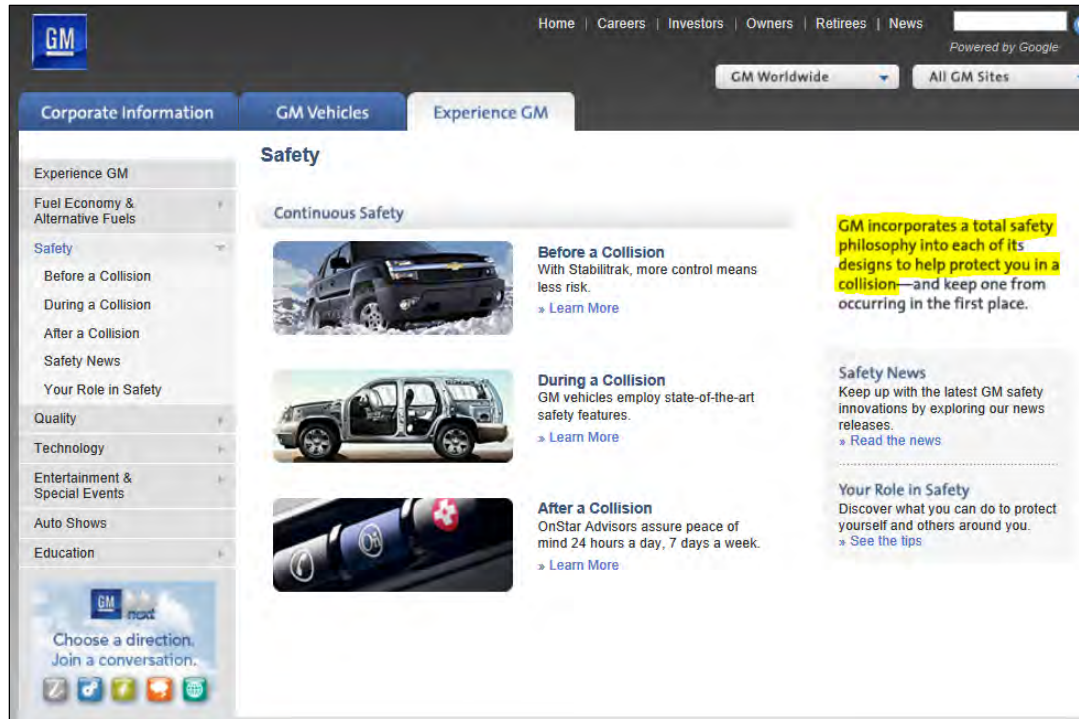 GM
Home | Careers | Investors | Owners | Retirees | News
Powered by Google
GM Worldwide
All GM Sites
Corporate Information
GM Vehicles
Experience GM
Experience GM
Fuel Economy &
Alternative Fuels
Safety
Before a Collision
During a Collision
After a Collision
Safety News
Your Role in Safety
Quality
Technology
Entertainment &
Special Events
Auto Shows
Education
GM next
Choose a direction.
Join a conversation.
Safety
Continuous Safety
Before a Collision
With Stabilitrak, more control means
less risk.
» Learn More
During a Collision
GM vehicles employ state-of-the-art
safety features.
» Learn More
After a Collision
OnStar Advisors assure peace of
mind 24 hours a day, 7 days a week.
» Learn More
GM incorporates a total safety
philosophy into each of its
designs to help protect you in a
collision—and keep one from
occurring in the first place.
Safety News
Keep up with the latest GM safety
innovations by exploring our news
releases.
» Read the news
Your Role in Safety
Discover what you can do to protect
yourself and others around you.
» See the tips